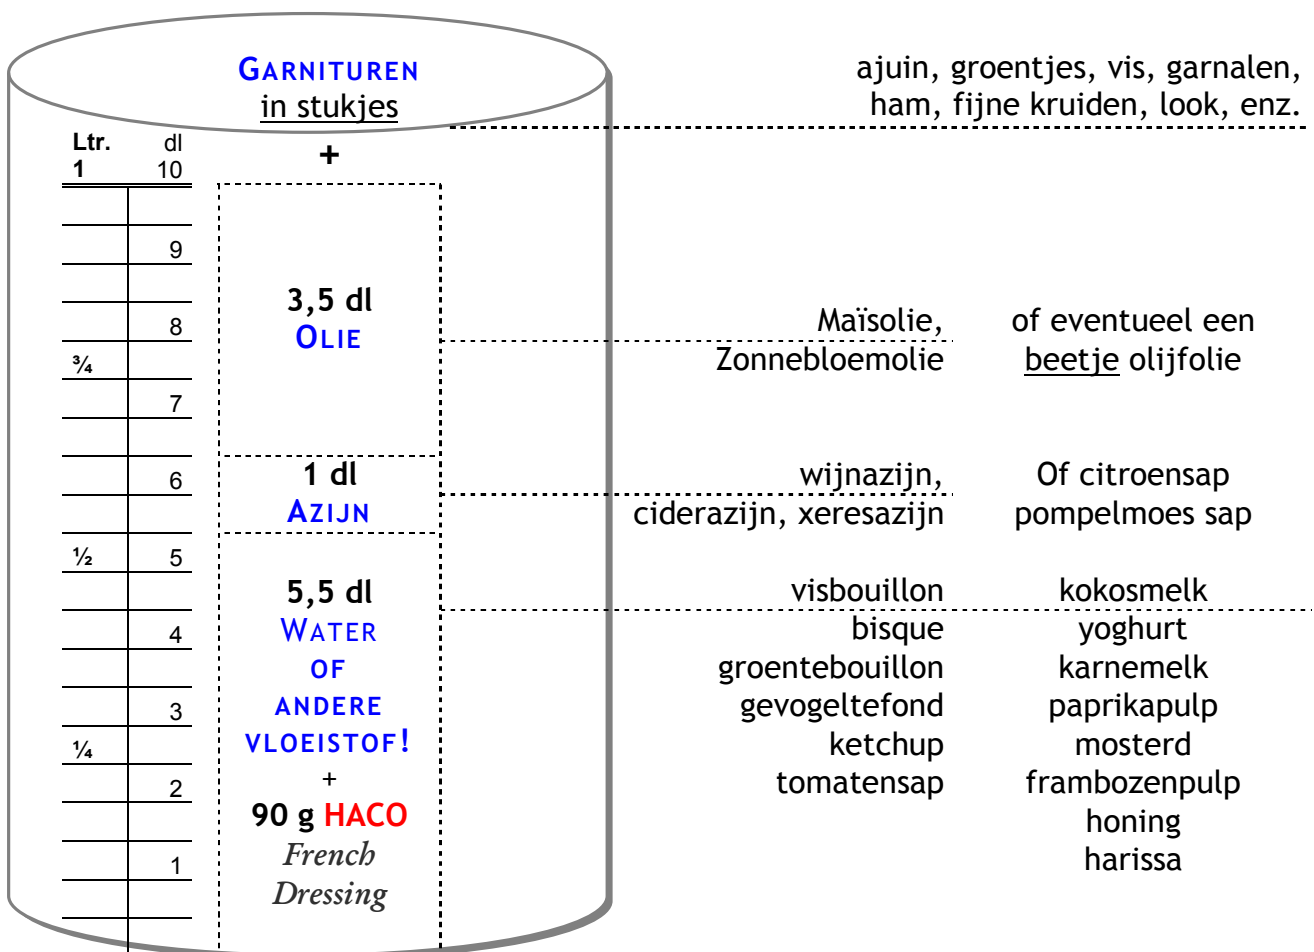 GARNITUREN
in stukjes
ajuin, groentjes, vis, garnalen,
ham, fijne kruiden, look, enz.
Ltr. dl
1 10
+
9
3,5 dl
OLIE
8
¾
7
Maïsolie, of eventueel een
Zonnebloemolie beetje olijfolie
1 dl
AZIJN
6
wijnazijn, Of citroensap
ciderazijn, xeresazijn pompelmoes sap
½ 5
5,5 dl
WATER
OF
ANDERE
VLOEISTOF!
+
90 g HACO
French
Dressing
4
3
¼
2
1
visbouillon kokosmelk
bisque yoghurt
groentebouillon karnemelk
gevogeltefond paprikapulp
ketchup mosterd
tomatensap frambozenpulp
honing
harissa